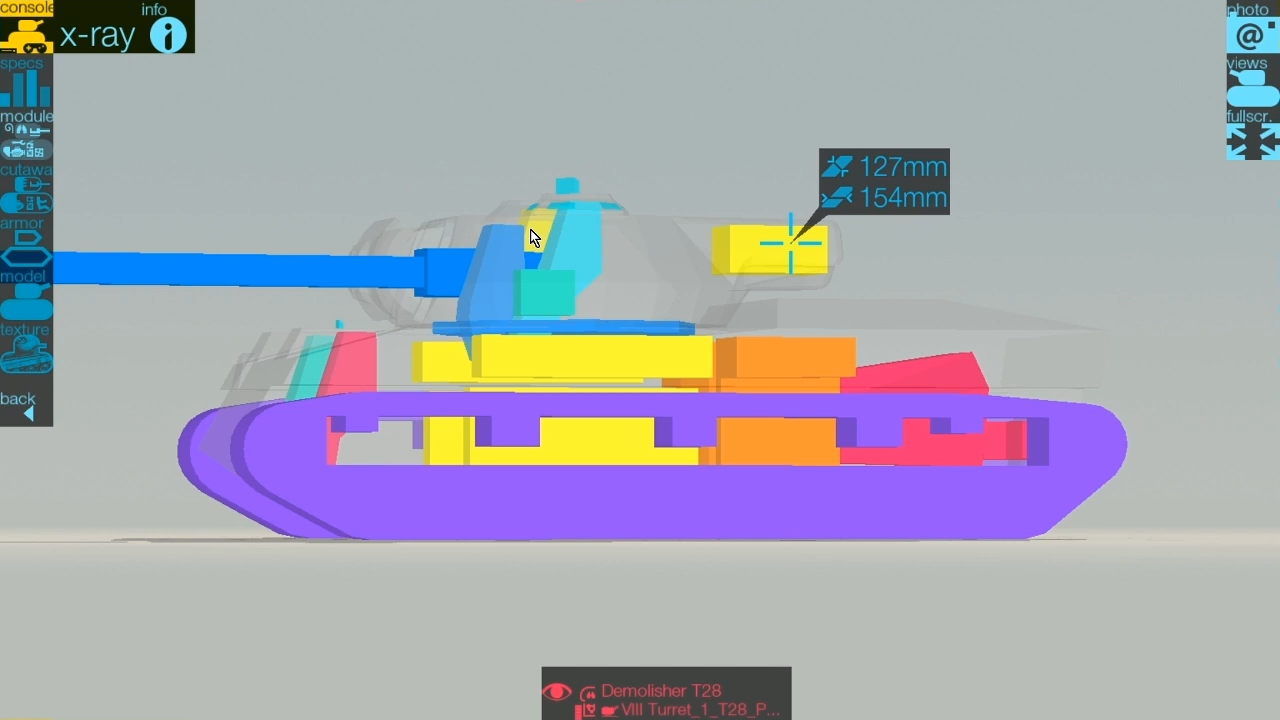 console
info
x-ray
specs
module
cutawa
armor
model
texture
back
photo
@
views
fullscr.
127mm
154mm
Demolisher T28
VIII Turret_1_T28_P...